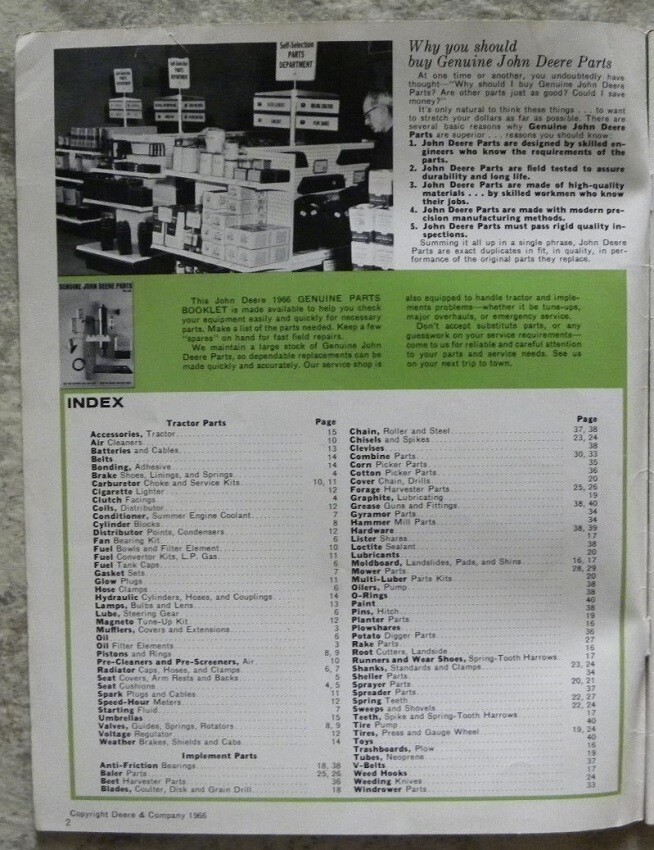 Self-Selection
PARTS
DEPARTMENT
Why you should
buy Genuine John Deere Parts
At one time or another, you undoubtedly have
thought—"Why should I buy Genuine John Deere
Parts? Are other parts just as good? Could I save
money?"
It's only natural to think these things . . . to want
to stretch your dollars as far as possible. There are
several basic reasons why Genuine John Deere
Parts are superior . . . reasons you should know:
1. John Deere Parts are designed by skilled en-
gineers who know the requirements of the
parts.
2. John Deere Parts are field tested to assure
durability and long life.
3. John Deere Parts are made of high-quality
materials . . . by skilled workmen who know
their jobs.
4. John Deere Parts are made with modern pre-
cision manufacturing methods.
5. John Deere Parts must pass rigid quality in-
spections.
Summing it all up in a single phrase, John Deere
Parts are exact duplicates in fit, in quality, in per-
formance of the original parts they replace.
GENUINE JOHN DEERE PARTS
This John Deere 1966 GENUINE PARTS
BOOKLET is made available to help you check
your equipment easily and quickly for necessary
parts. Make a list of the parts needed. Keep a few
"spares" on hand for fast field repairs.
We maintain a large stock of Genuine John
Deere Parts, so dependable replacements can be
made quickly and accurately. Our service shop is
also equipped to handle tractor and imple-
ments problems—whether it be tune-ups,
major overhauls, or emergency service.
Don't accept substitute parts, or any
guesswork on your service requirements—
come to us for reliable and careful attention
to your parts and service needs. See us
on your next trip to town.
INDEX
Tractor Parts Page
Accessories, Tractor 15
Air Cleaners 10
Batteries and Cables 13
Belts 14
Bonding, Adhesive 14
Brake Shoes, Linings, and Springs 4
Carburetor Choke and Service Kits 10, 11
Cigarette Lighter 12
Clutch Facings 4
Coils, Distributor 12
Conditioner, Summer Engine Coolant 7
Cylinder Blocks 8
Distributor Points, Condensers 12
Fan Bearing Kit 6
Fuel Bowls and Filter Element 10
Fuel Convertor Kits, L.P. Gas 11
Fuel Tank Caps 6
Gasket Sets 7
Glow Plugs 11
Hose Clamps 6
Hydraulic Cylinders, Hoses, and Couplings 14
Lamps, Bulbs and Lens 13
Lube, Steering Gear 6
Magneto Tune-Up Kit 12
Mufflers, Covers and Extensions 3
Oil 6
Oil Filter Elements 3
Pistons and Rings 8, 9
Pre-Cleaners and Pre-Screeners, Air 10
Radiator Caps, Hoses, and Clamps 6, 7
Seat Covers, Arm Rests and Backs 5
Seat Cushions 4, 5
Spark Plugs and Cables 11
Speed-Hour Meters 12
Starting Fluid 7
Umbrellas 15
Valves, Guides, Springs, Rotators 8, 9
Voltage Regulator 12
Weather Brakes, Shields and Cabs 14
Implement Parts
Anti-Friction Bearings 18, 38
Baler Parts 25, 26
Beet Harvester Parts 36
Blades, Coulter, Disk and Grain Drill 18
Page
Chain, Roller and Steel 37, 38
Chisels and Spikes 23, 24
Clevises 38
Combine Parts 30, 33
Corn Picker Parts 35
Cotton Picker Parts 36
Cover Chain, Drills 20
Forage Harvester Parts 25, 26
Graphite, Lubricating 19
Grease Guns and Fittings 38, 40
Gyramor Parts 34
Hammer Mill Parts 34
Hardware 38, 39
Lister Shares 17
Loctite Sealant 38
Lubricants 20
Moldboard, Landslides, Pads, and Shins 16, 17
Mower Parts 28, 29
Multi-Luber Parts Kits 20
Oilers, Pump 38
O-Rings 38
Paint 40
Pins, Hitch 38
Planter Parts 19
Plowshares 16
Potato Digger Parts 36
Rake Parts 27
Root Cutters, Landside 16
Runners and Wear Shoes, Spring-Tooth Harrows 17
Shanks, Standards and Clamps 23, 24
Sheller Parts 34
Sprayer Parts 20, 21
Spreader Parts 37
Spring Teeth 22, 27
Sweeps and Shovels 22, 24
Teeth, Spike and Spring-Tooth Harrows 17
Tire Pump 40
Tires, Press and Gauge Wheel 19, 24
Toys 40
Trashboards, Plow 16
Tubes, Neoprene 19
V-Belts 37
Weed Hooks 17
Weeding Knives 24
Windrower Parts 33
Copyright Deere & Company 1966
2